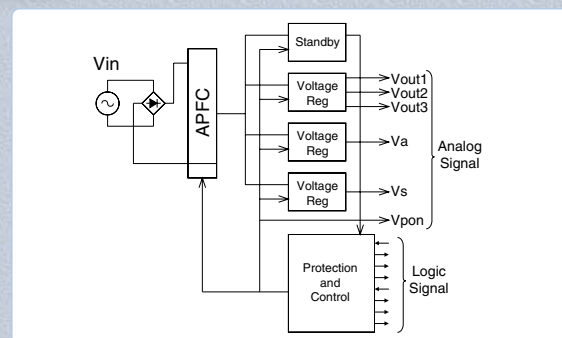 Vin
APFC
Standby
Voltage
Reg
Vout1
Vout2
Vout3
Voltage
Reg
Va
Analog
Signal
Voltage
Reg
Vs
Vpon
Protection
and
Control
Logic
Signal